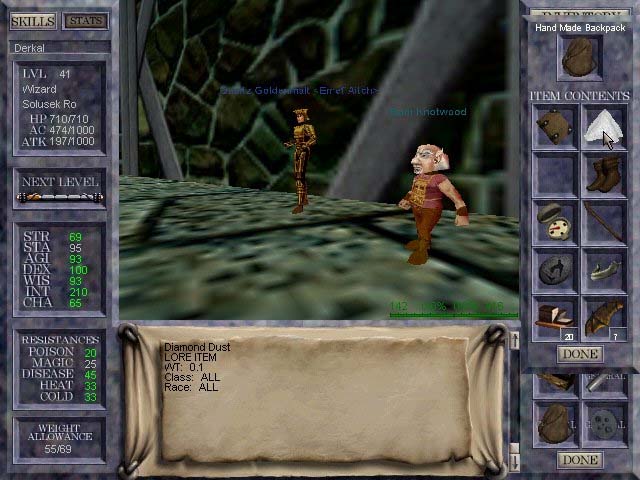 SKILLS
STATS
Derkal
LVL 41
Wizard
Solusek Ro
HP 710/710
AC 474/1000
ATK 197/1000
NEXT LEVEL
STR 69
STA 95
AGI 93
DEX 100
WIS 93
INT 210
CHA 65
RESISTANCES
POISON 20
MAGIC 25
DISEASE 45
HEAT 33
COLD 33
WEIGHT
ALLOWANCE
55/69
Knotwood
Diamond Dust
LORE ITEM
WT: 0.1
Class: ALL
Race: ALL
INVENTORY
Hand Made Backpack
ITEM CONTENTS
20
7
DONE
DONE